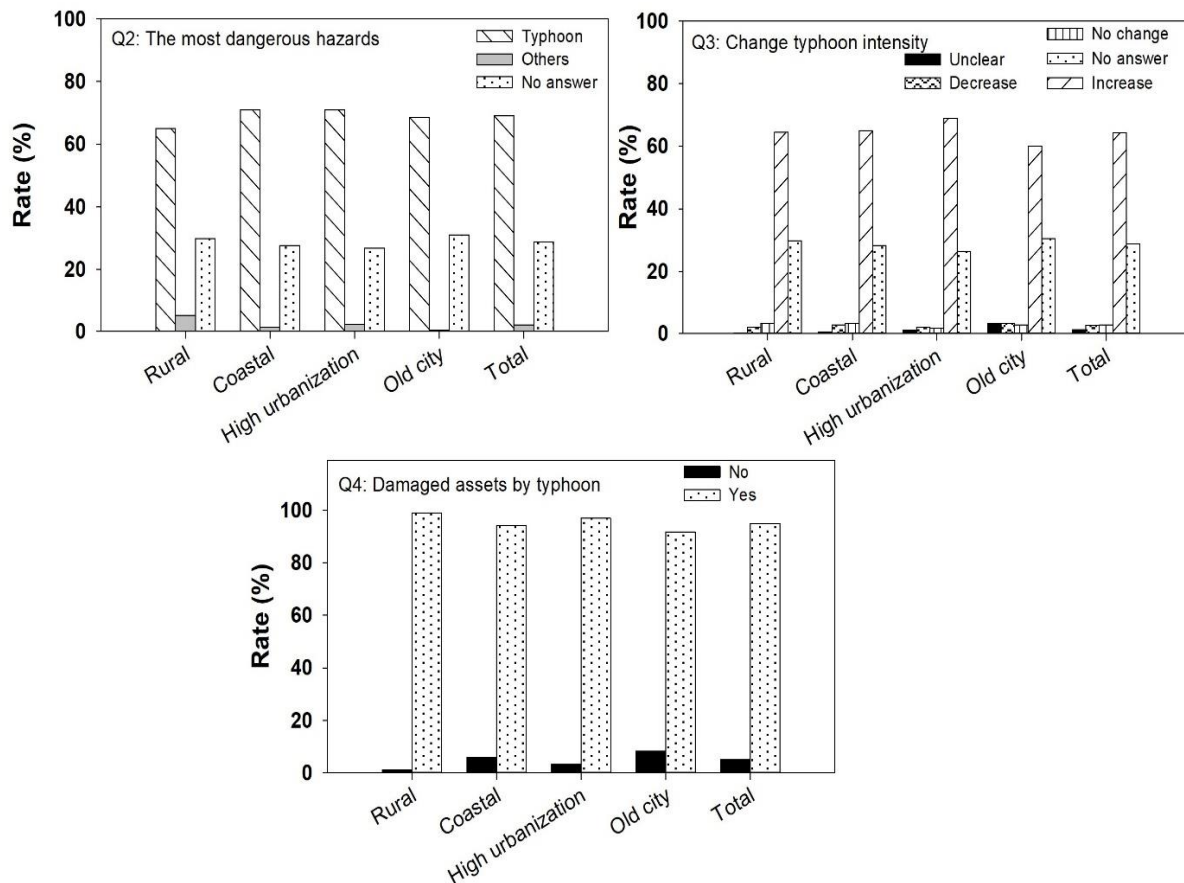 Q2: The most dangerous hazards
Typhoon
Others
No answer
Rate (%)
100
80
60
40
20
0
Rural
Coastal
High urbanization
Old city
Total
Q3: Change typhoon intensity
No change
Unclear
No answer
Decrease
Increase
Rate (%)
100
80
60
40
20
0
Rural
Coastal
High urbanization
Old city
Total
Q4: Damaged assets by typhoon
No
Yes
Rate (%)
100
80
60
40
20
0
Rural
Coastal
High urbanization
Old city
Total